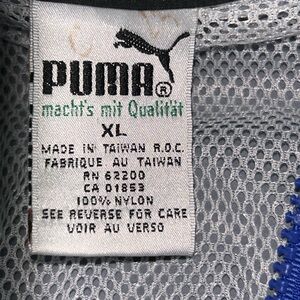 PUMA®
macht's mit Qualität
XL
MADE IN TAIWAN R.O.C.
FABRIQUE AU TAIWAN
RN 62200
CA 01853
100% NYLON
SEE REVERSE FOR CARE
VOIR AU VERSO